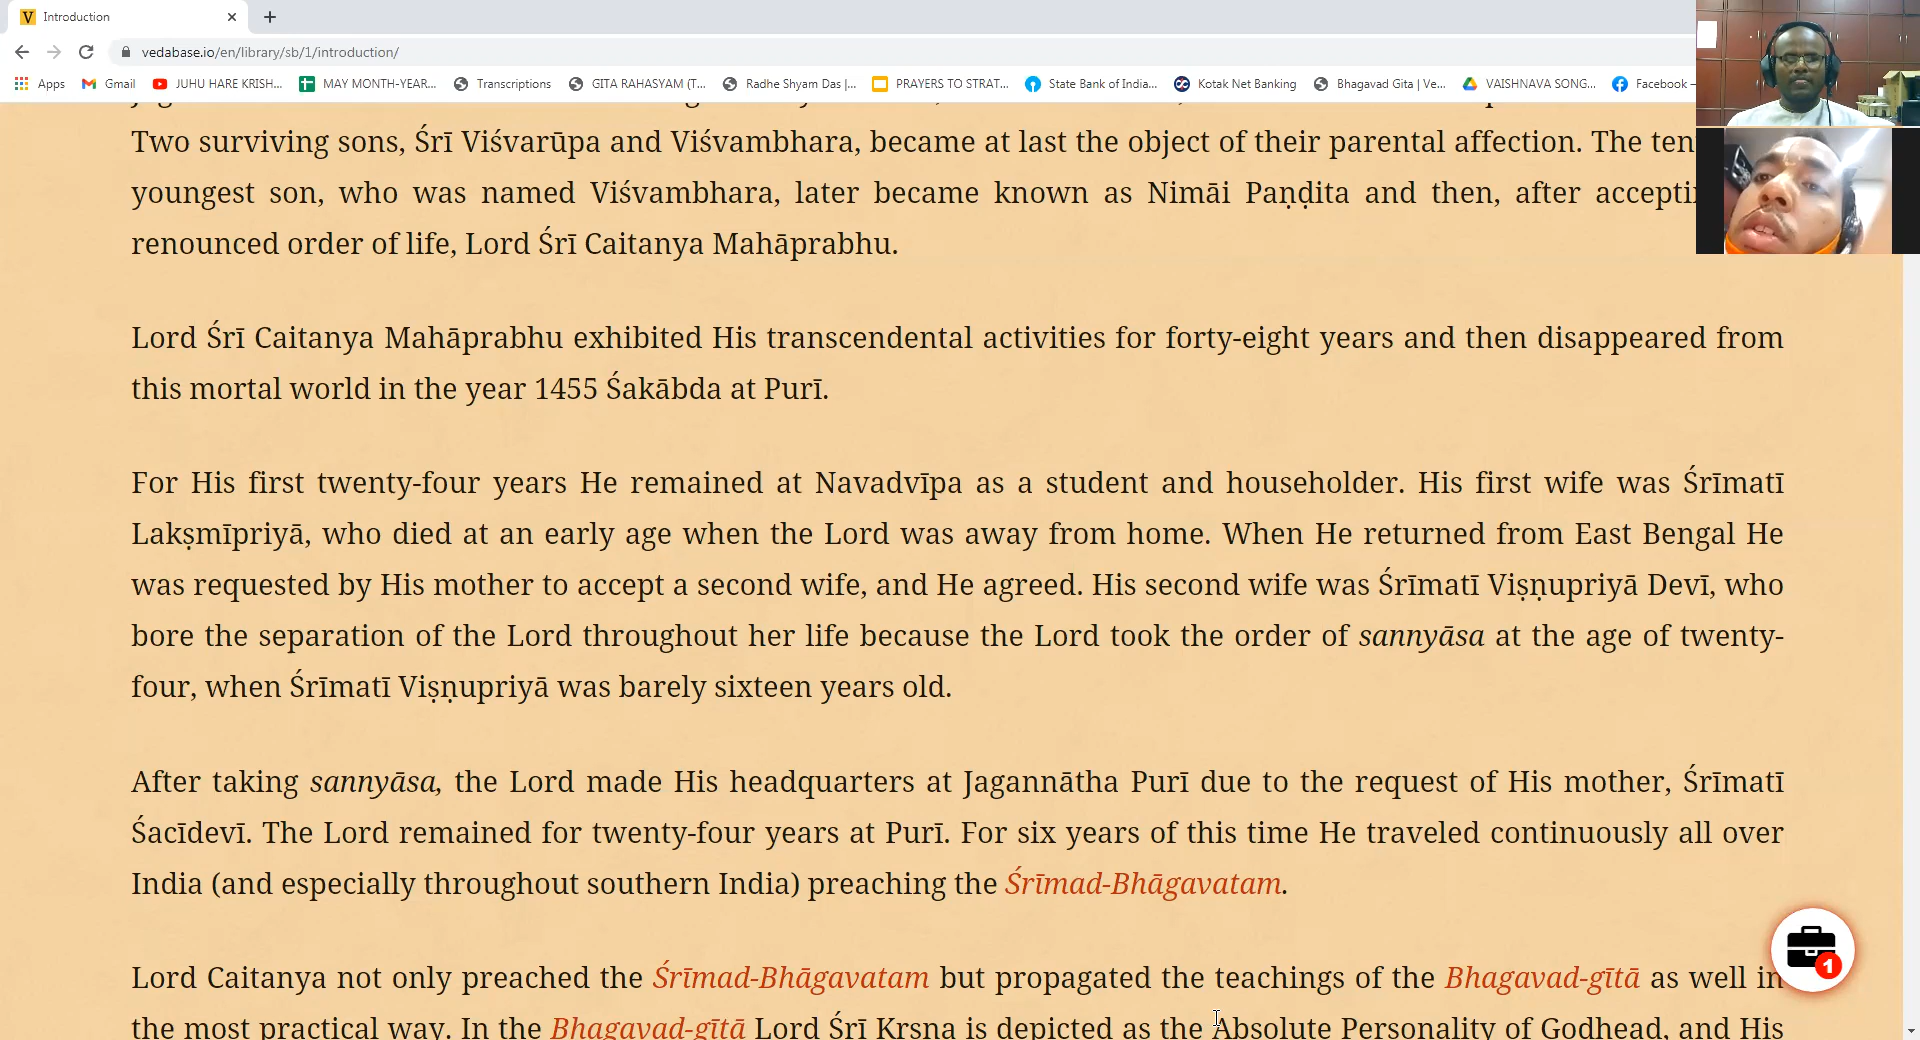 Introduction
vedabase.io/en/library/sb/1/introduction/
Apps Gmail JUHU HARE KRISH... MAY MONTH-YEAR... Transcriptions GITA RAHASYAM (T... Radhe Shyam Das |... PRAYERS TO STRAT... State Bank of India... Kotak Net Banking Bhagavad Gita | Ve... VAISHNAVA SONG... Facebook –
Two surviving sons, Śrī Viśvarūpa and Viśvambhara, became at last the object of their parental affection. The
youngest son, who was named Viśvambhara, later became known as Nimāi Paṇḍita and then, after
renounced order of life, Lord Śrī Caitanya Mahāprabhu.
Lord Śrī Caitanya Mahāprabhu exhibited His transcendental activities for forty-eight years and then disappeared from
this mortal world in the year 1455 Śakābda at Purī.
For His first twenty-four years He remained at Navadvīpa as a student and householder. His first wife was Śrīmatī
Lakṣmīpriyā, who died at an early age when the Lord was away from home. When He returned from East Bengal He
was requested by His mother to accept a second wife, and He agreed. His second wife was Śrīmatī Viṣṇupriyā Devī, who
bore the separation of the Lord throughout her life because the Lord took the order of sannyāsa at the age of twenty-
four, when Śrīmatī Viṣṇupriyā was barely sixteen years old.
After taking sannyāsa, the Lord made His headquarters at Jagannātha Purī due to the request of His mother, Śrīmatī
Śacīdevī. The Lord remained for twenty-four years at Purī. For six years of this time He traveled continuously all over
India (and especially throughout southern India) preaching the Śrīmad-Bhāgavatam.
1
Lord Caitanya not only preached the Śrīmad-Bhāgavatam but propagated the teachings of the Bhagavad-gītā as well in
the most practical way. In the Bhagavad-gītā Lord Śrī Kṛṣṇa is depicted as the Absolute Personality of Godhead, and His